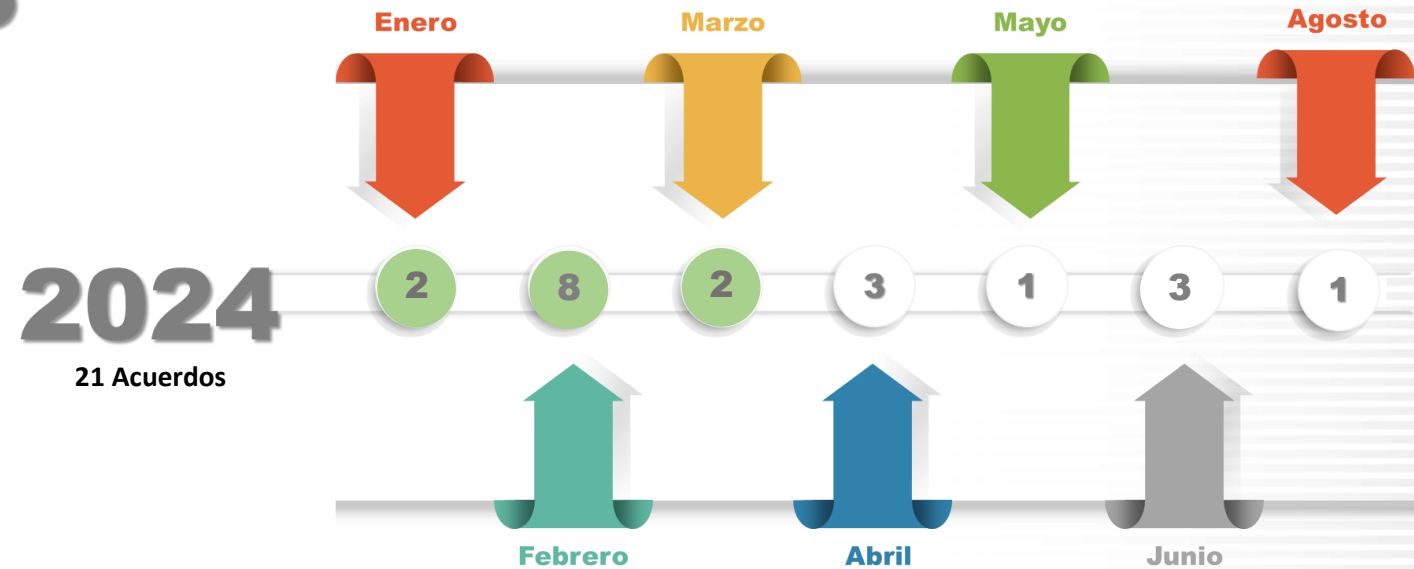 Enero
Marzo
Mayo
Agosto
2 8 2 3 1 3 1
2024
21 Acuerdos
Febrero
Abril
Junio